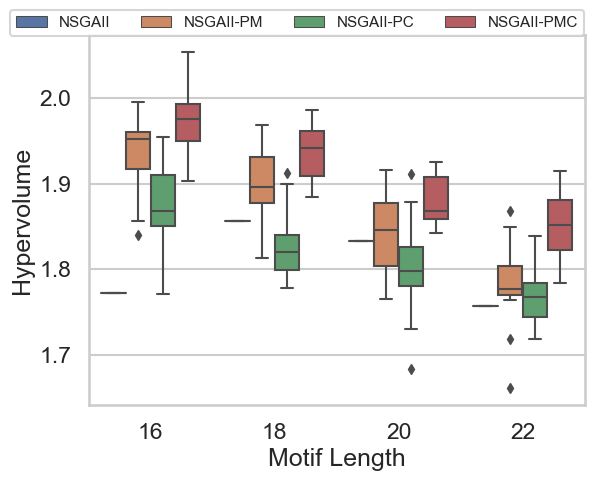 NSGAII NSGAII-PM NSGAII-PC NSGAII-PMC
2.0
1.9
1.8
1.7
Hypervolume
16 18 20 22
Motif Length